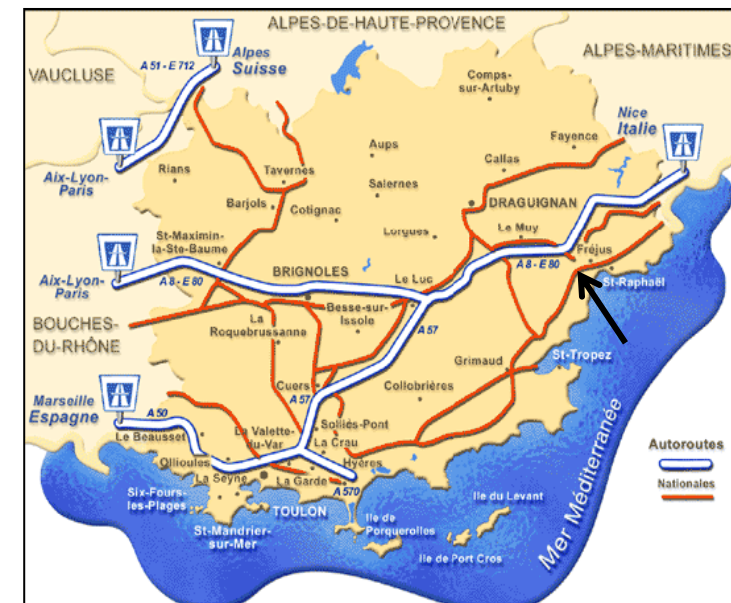 ALPES-DE-HAUTE-PROVENCE
ALPES-MARITIMES
VAUCLUSE
A 51 - E 712
Alpes
Suisse
Comps-
sur-Artuby
Nice
Italie
Aix-Lyon-
Paris
Rians
Tavernes
Aups
Fayence
Callas
Salernes
Barjols
Cotignac
DRAGUIGNAN
St-Maximin-
la-Ste-Baume
Lorgues
Le Muy
Fréjus
A 8 - E 80
St-Raphaël
Aix-Lyon-
Paris
A 8 - E 80
BRIGNOLES
Le Luc
Besse-sur-
Issole
A 57
BOUCHES-
DU-RHÔNE
La
Roquebrussanne
Grimaud
St-Tropez
Cuers
Collobrières
A 57
Marseille
Espagne
A 50
Le Beausset
La Valette-
du-Var
Solliés-Pont
La Crau
Ollioules
Hyères
La Seyne
La Garde
A 570
Six-Fours-
les-Plages
TOULON
St-Mandrier-
sur-Mer
Ile de
Porquerolles
Ile du Levant
Ile de Port Cros
Mer Méditerranée
Autoroutes
Nationales